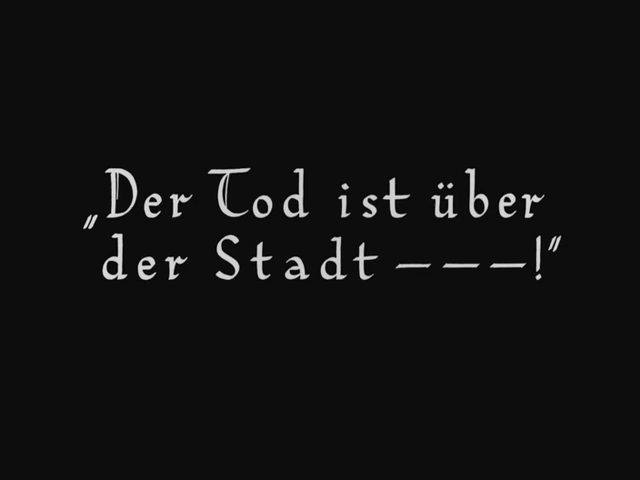 „Der Tod ist über
der Stadt – – –!"